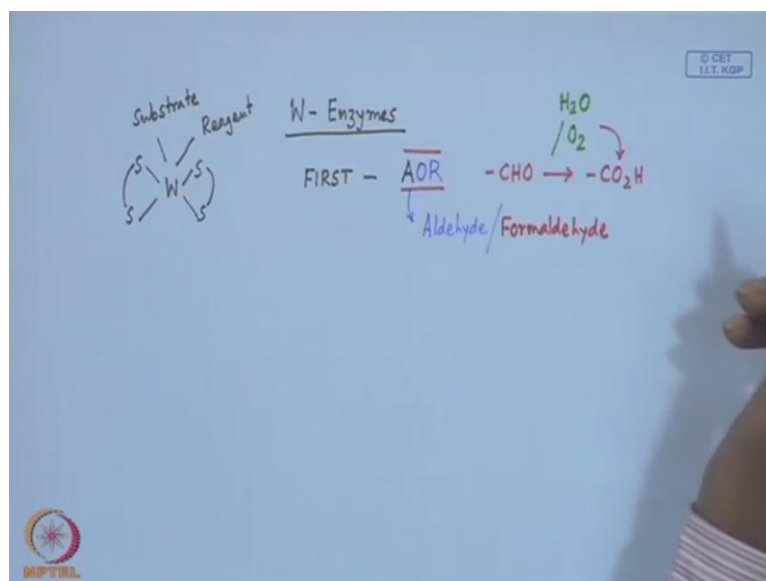 © CET
I.I.T. KGP
Substrate
Reagent
W - Enzymes
H₂O
/ O₂
S S
W
S S
FIRST - AOR -CHO → -CO₂H
Aldehyde/Formaldehyde
NPTEL